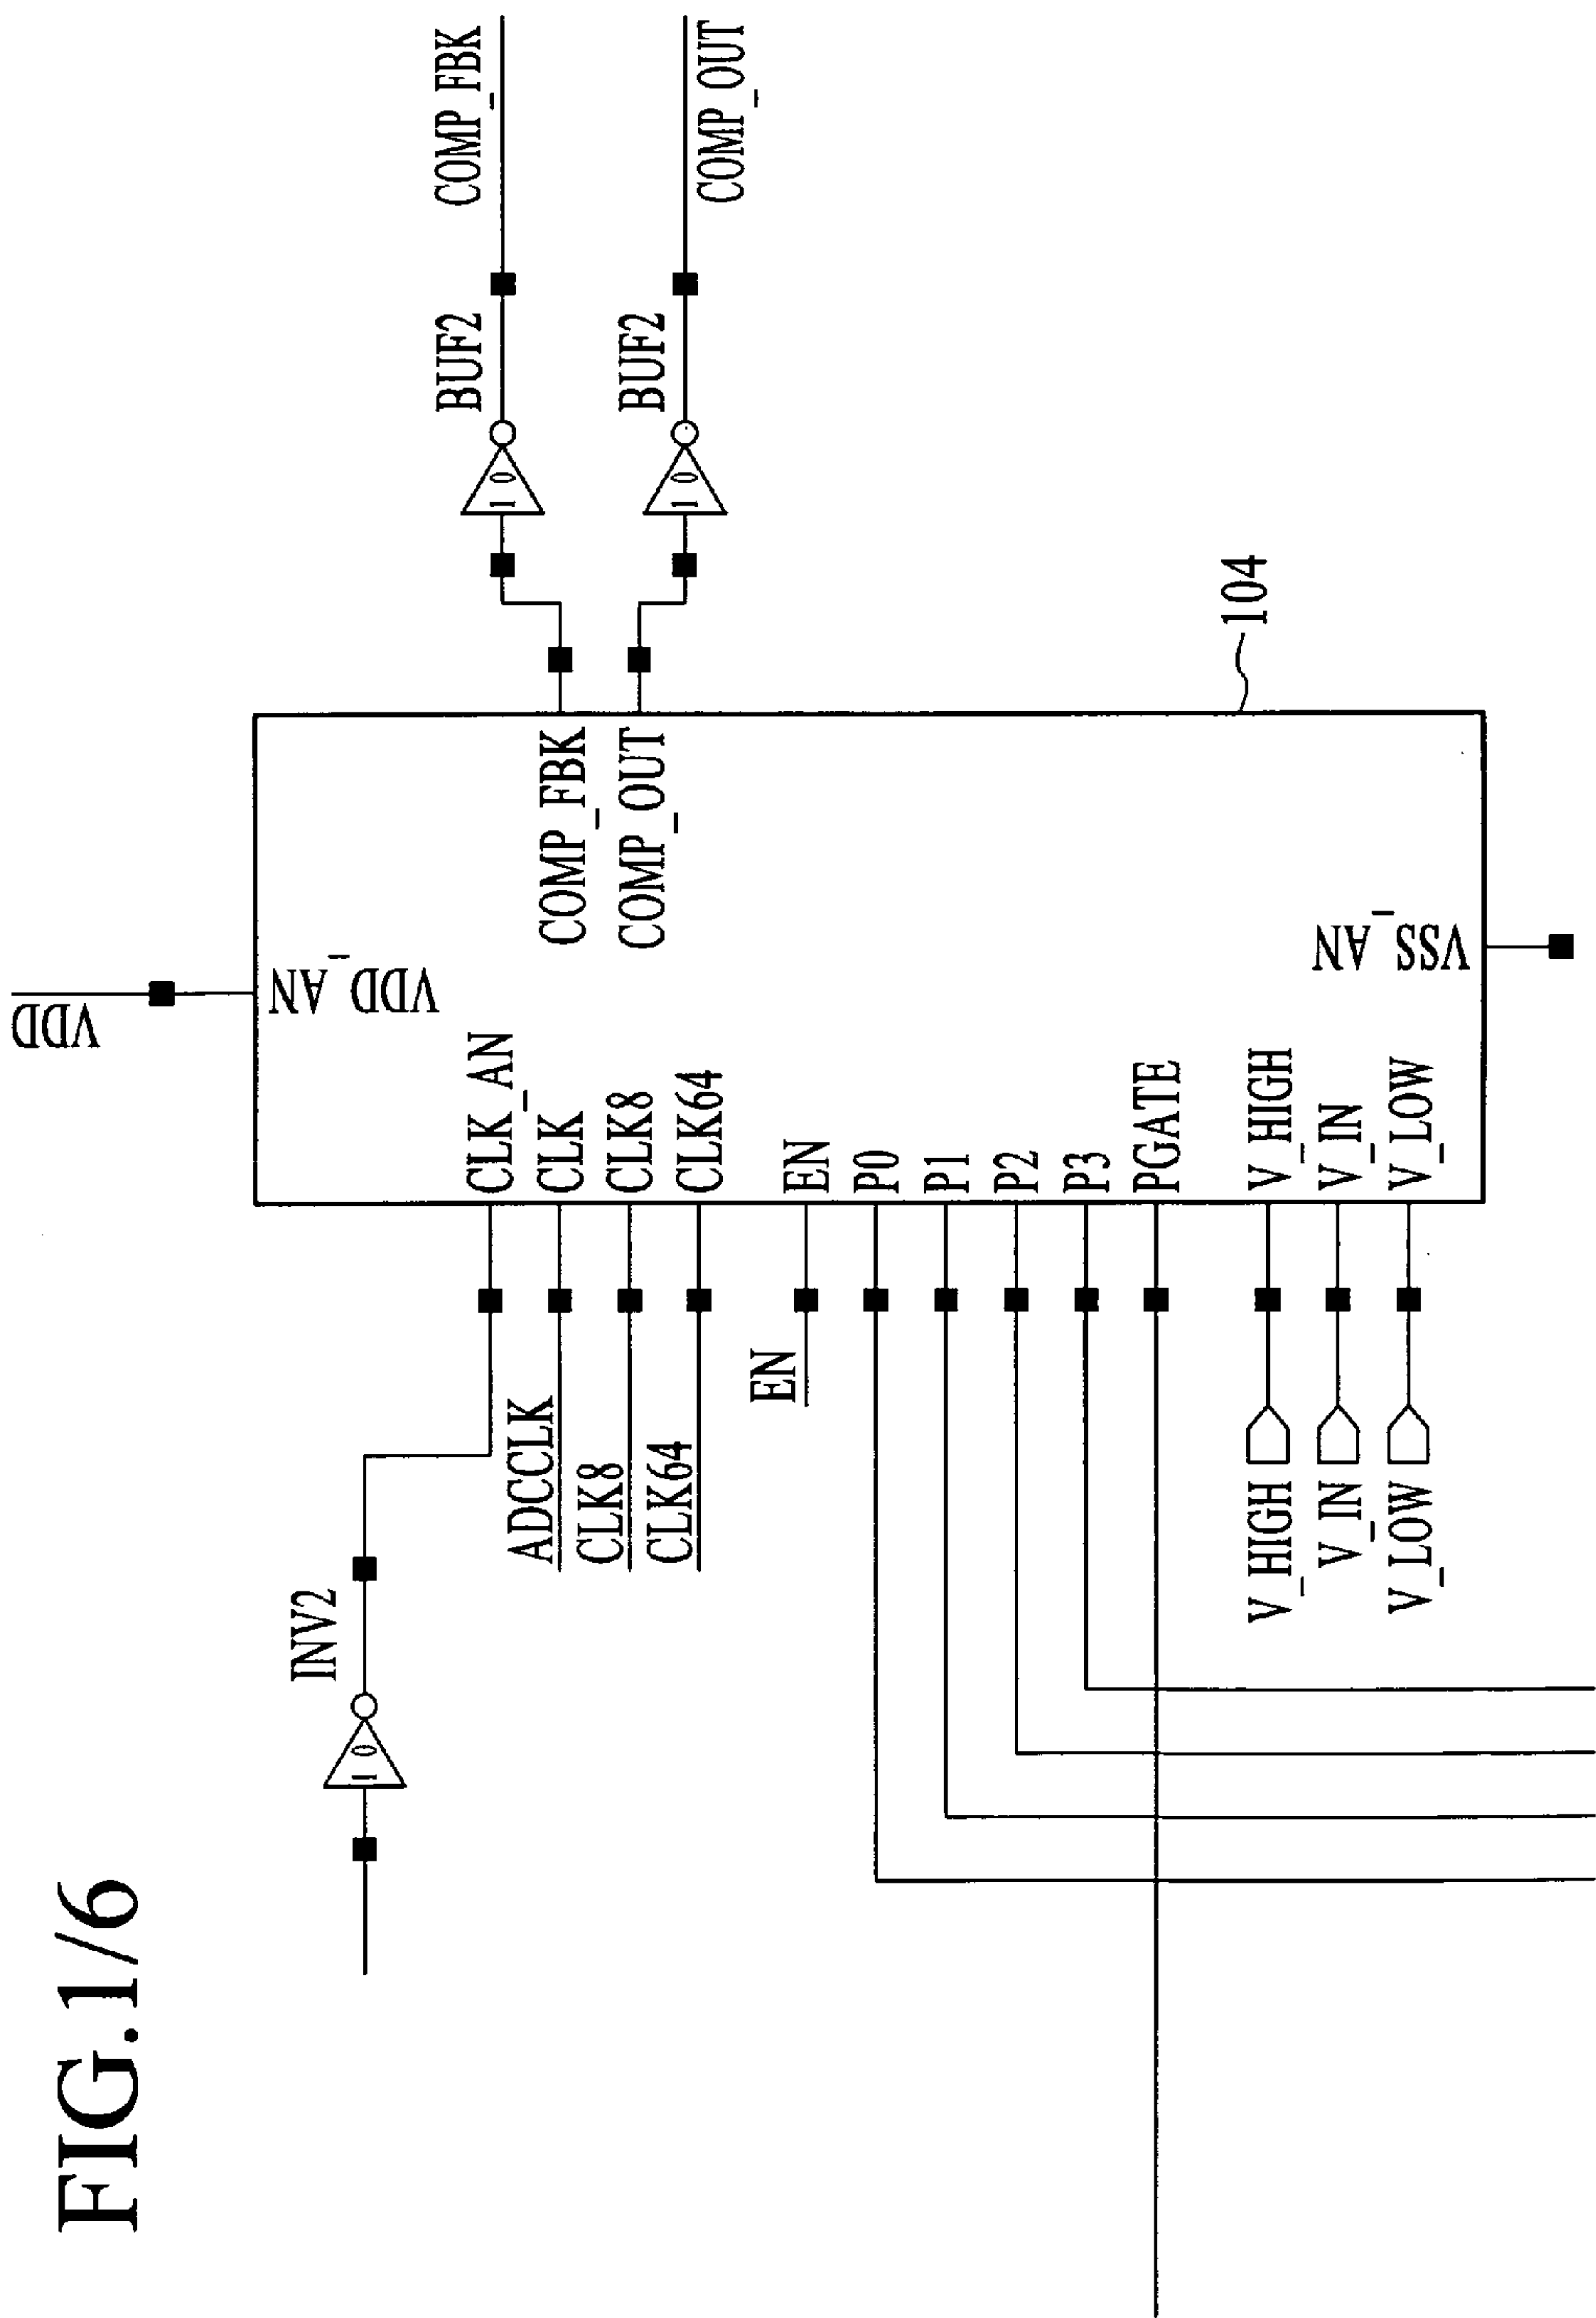 FIG.1/6
VDD
VDD_AN
INV2
I O
CLK_AN
ADCCLK
CLK
CLK8
CLK8
CLK64
CLK64
COMP_FBK
COMP_OUT
I O
BUF2
COMP_FBK
I O
BUF2
COMP_OUT
EN
EN
P0
P1
P2
P3
PGATE
V_HIGH
V_HIGH
V_IN
V_IN
V_LOW
V_LOW
VSS_AN
104